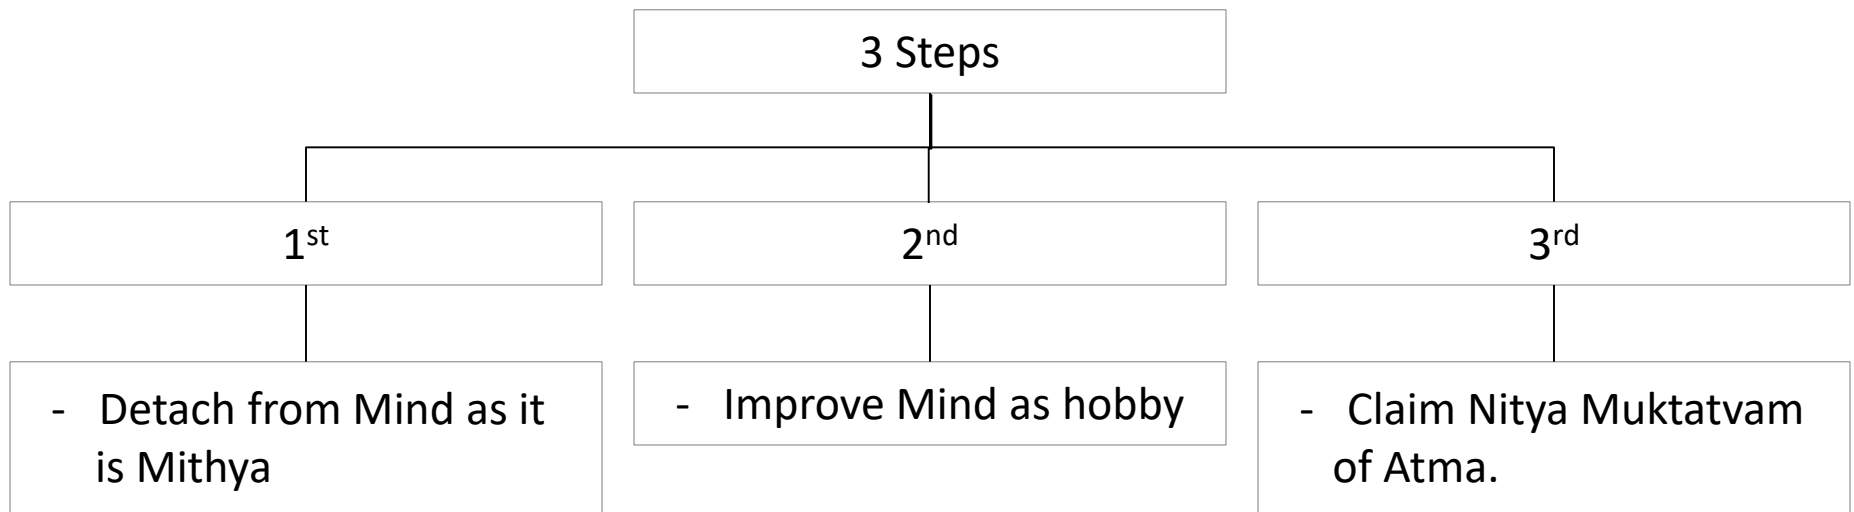 3 Steps
1st
2nd
3rd
- Detach from Mind as it
is Mithya
- Improve Mind as hobby
- Claim Nitya Muktatvam
of Atma.